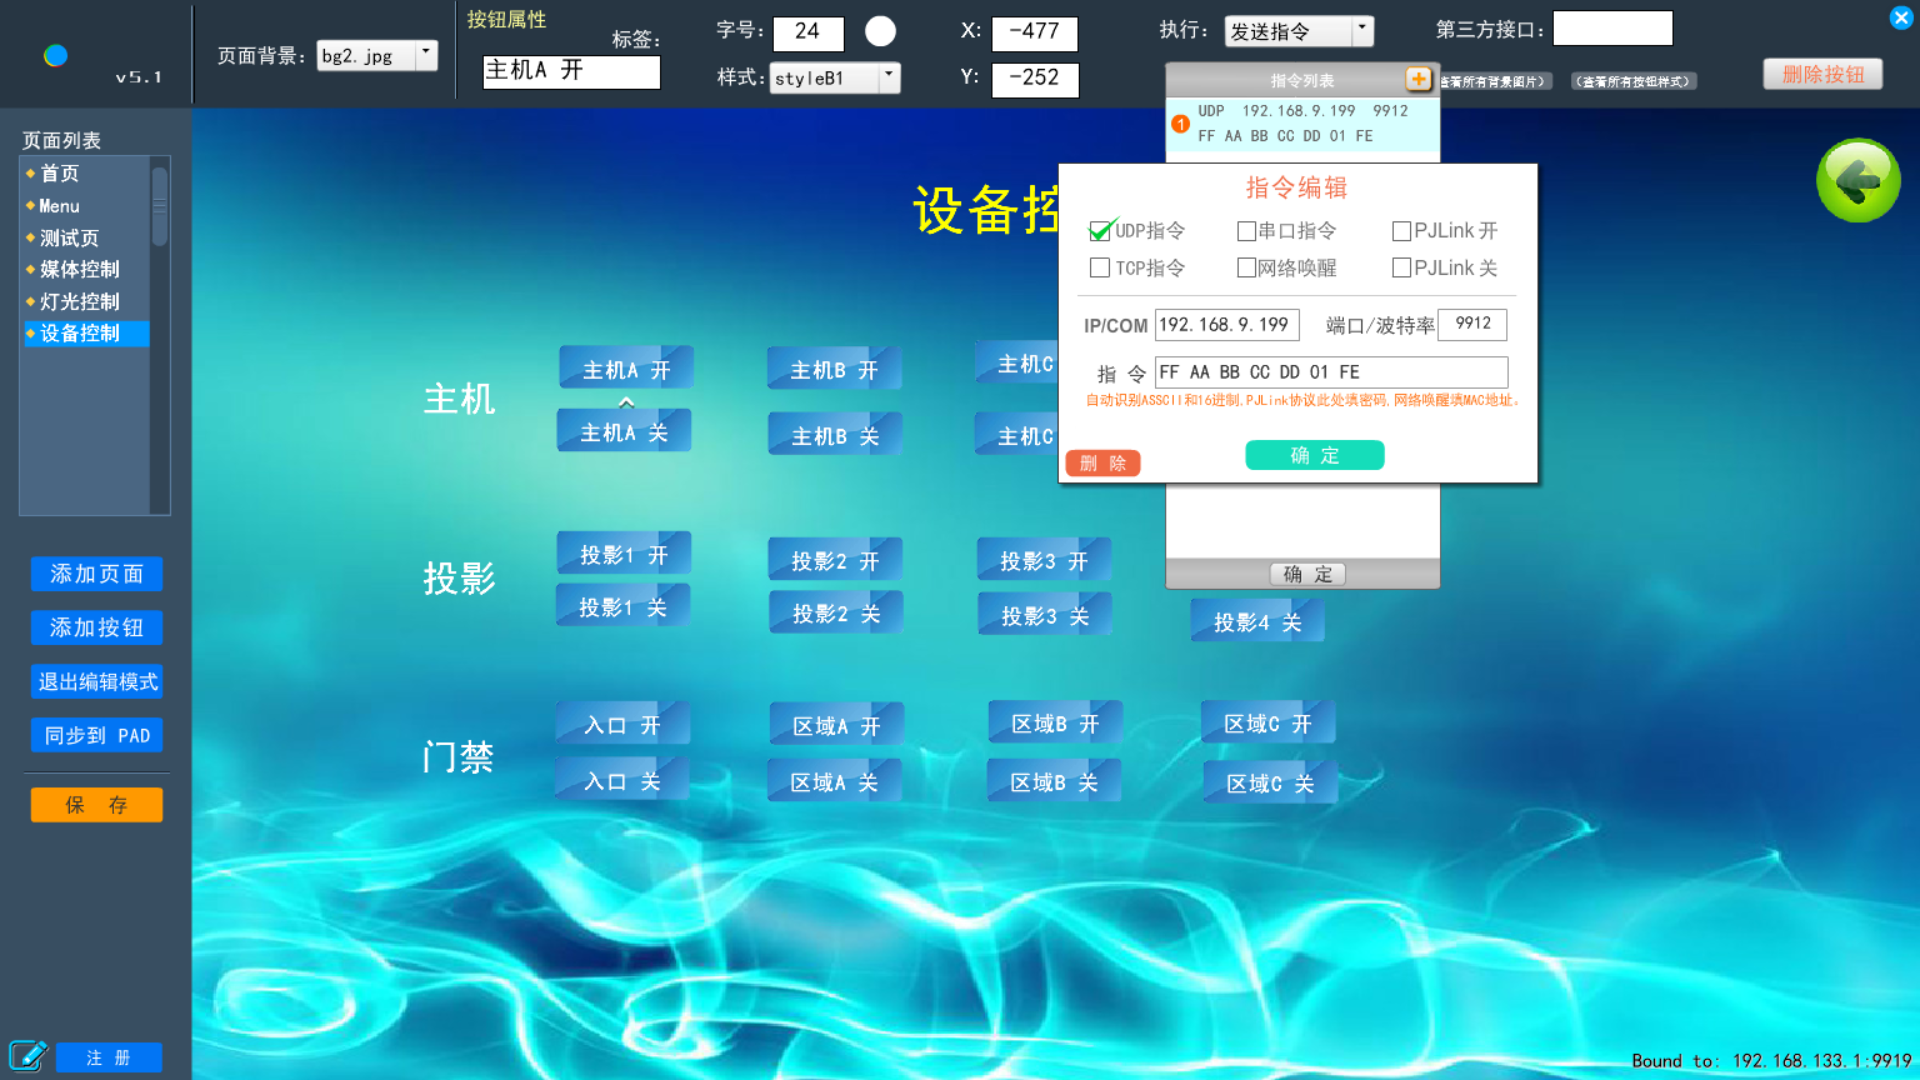 v5.1
页面背景:
bg2.jpg
按钮属性
标签:
主机A 开
字号:
24
样式:
styleB1
X:
-477
Y:
-252
执行:
发送指令
第三方接口:
查看所有背景图片)
(查看所有按钮样式)
删除按钮
指令列表
1
UDP 192.168.9.199 9912
FF AA BB CC DD 01 FE
指令编辑
UDP指令
串口指令
PJLink 开
TCP指令
网络唤醒
PJLink 关
IP/COM
192.168.9.199
端口/波特率
9912
指 令
FF AA BB CC DD 01 FE
自动识别ASSCII和16进制,PJLink协议此处填密码,网络唤醒填MAC地址。
删 除
确 定
确 定
页面列表
首页
Menu
测试页
媒体控制
灯光控制
设备控制
添加页面
添加按钮
退出编辑模式
同步到 PAD
保 存
注 册
设备控
主机
主机A 开
主机B 开
主机C
主机A 关
主机B 关
主机C
投影
投影1 开
投影2 开
投影3 开
投影1 关
投影2 关
投影3 关
投影4 关
门禁
入口 开
区域A 开
区域B 开
区域C 开
入口 关
区域A 关
区域B 关
区域C 关
Bound to: 192.168.133.1:9919